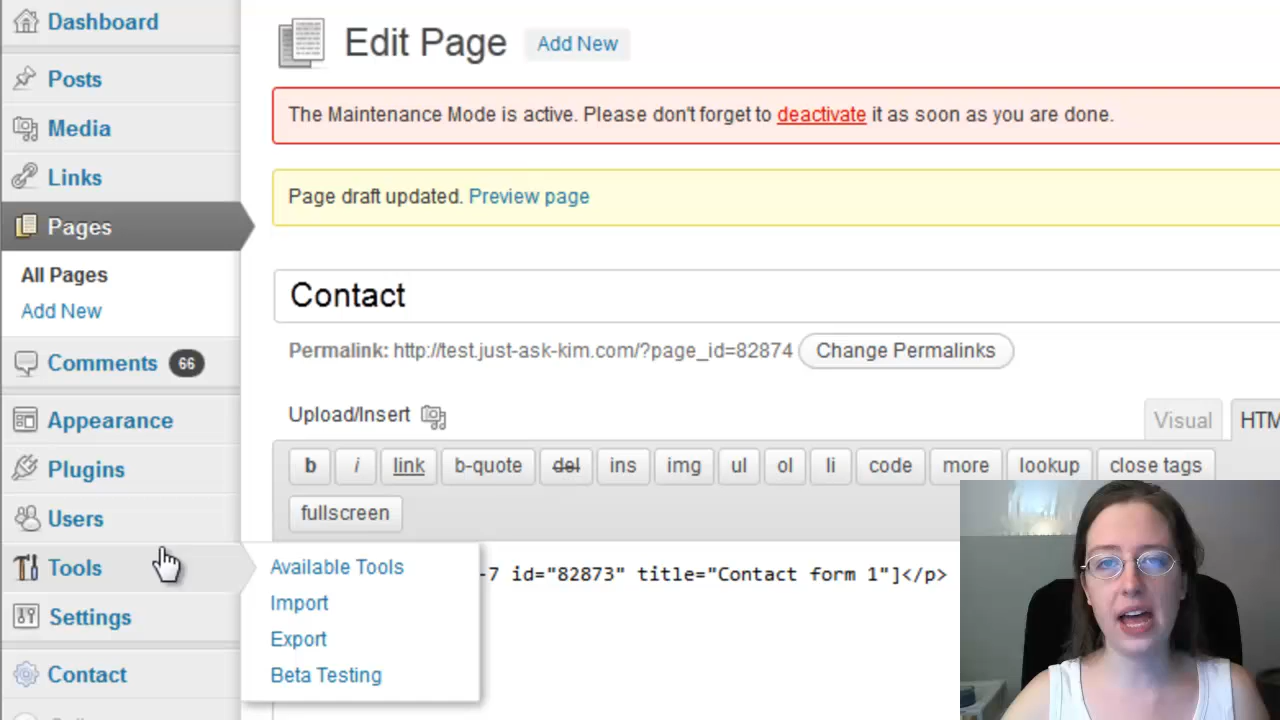 Dashboard
Posts
Media
Links
Pages
All Pages
Add New
Comments 66
Appearance
Plugins
Users
Tools
Settings
Contact
Available Tools
Import
Export
Beta Testing
Edit Page Add New
The Maintenance Mode is active. Please don't forget to deactivate it as soon as you are done.
Page draft updated. Preview page
Contact
Permalink: http://test.just-ask-kim.com/?page_id=82874 Change Permalinks
Upload/Insert
Visual HTM
b i link b-quote del ins img ul ol li code more lookup close tags
fullscreen
-7 id="82873" title="Contact form 1"]</p>